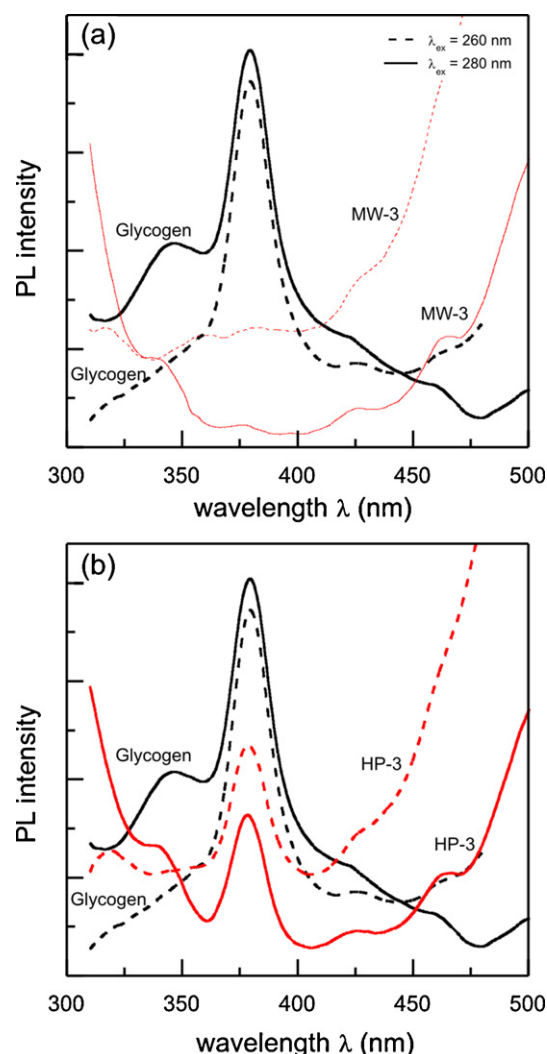 (a)
λex = 260 nm
λex = 280 nm
PL intensity
Glycogen
MW-3
MW-3
Glycogen
300 350 400 450 500
wavelength λ (nm)
(b)
PL intensity
Glycogen
HP-3
HP-3
Glycogen
300 350 400 450 500
wavelength λ (nm)